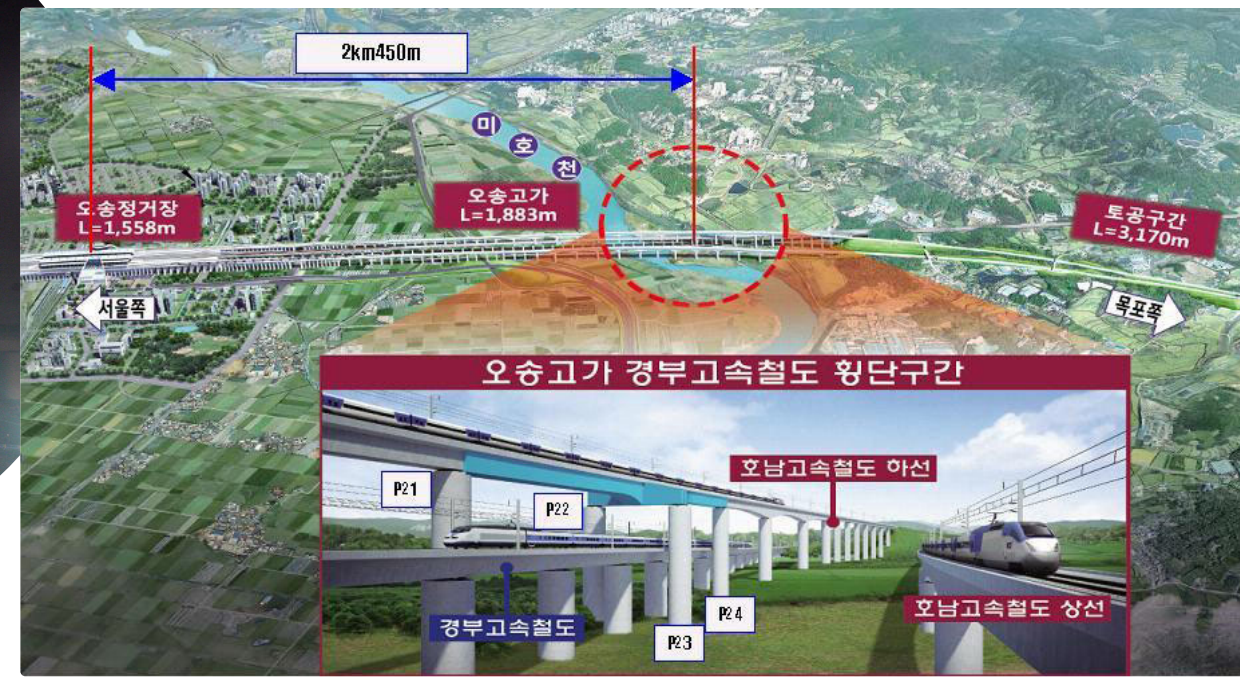 2km450m
미
호
천
오송정거장
L=1,558m
오송고가
L=1,883m
토공구간
L=3,170m
서울쪽
목포쪽
오송고가 경부고속철도 횡단구간
P21
P22
호남고속철도 하선
경부고속철도
P23
P24
호남고속철도 상선